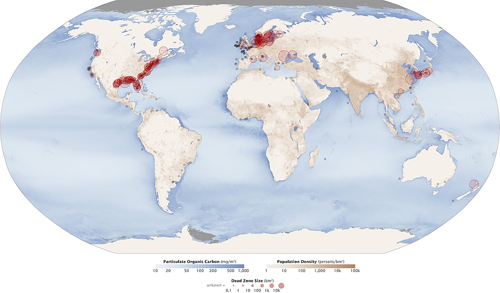 Particulate Organic Carbon (mg/m³)
10 20 50 100 200 500 1,000
Population Density (persons/km²)
1 10 100 1,000 10k 100k
Dead Zone Size (km²)
unknown 0.1 1 10 100 1k 10k